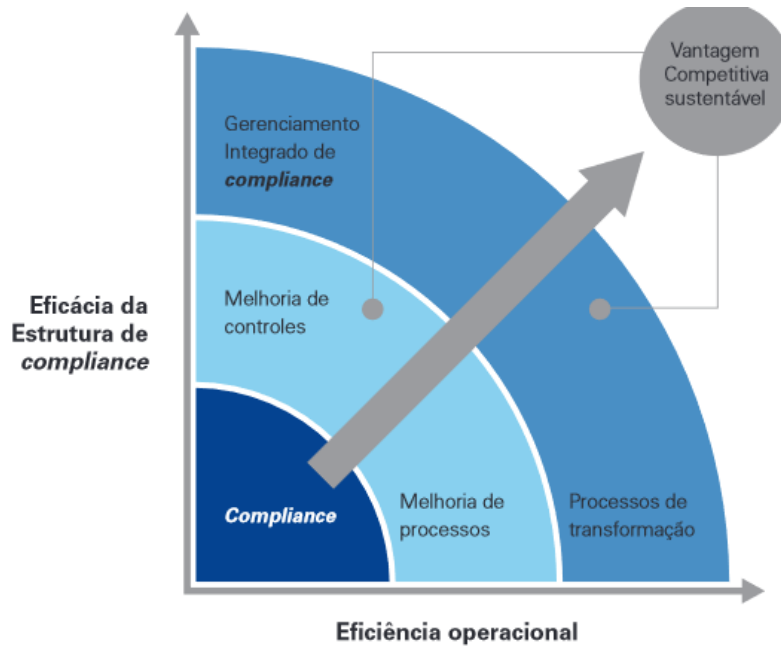 Vantagem
Competitiva
sustentável
Gerenciamento
Integrado de
compliance
Melhoria de
controles
Eficácia da
Estrutura de
compliance
Compliance
Melhoria de
processos
Processos de
transformação
Eficiência operacional